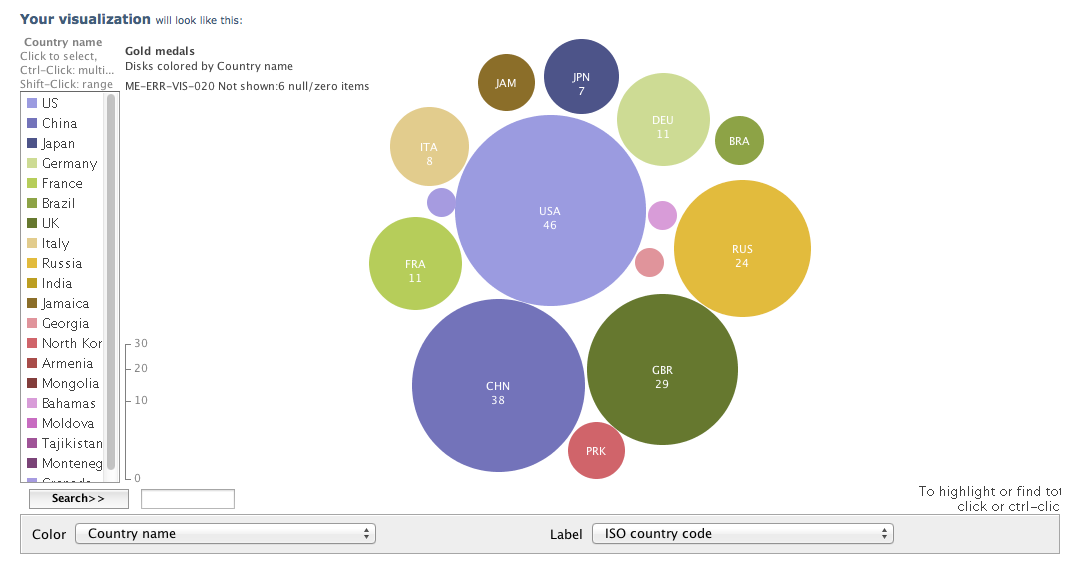 Your visualization will look like this:
Country name
Click to select,
Ctrl-Click: multi...
Shift-Click: range
US
China
Japan
Germany
France
Brazil
UK
Italy
Russia
India
Jamaica
Georgia
North Kor
Armenia
Mongolia
Bahamas
Moldova
Tajikistan
Monteneg
Gold medals
Disks colored by Country name
ME-ERR-VIS-020 Not shown:6 null/zero items
30
20
10
0
JAM
JPN
7
DEU
11
BRA
ITA
8
USA
46
FRA
11
RUS
24
CHN
38
GBR
29
PRK
Search>>
To highlight or find tot
click or ctrl-clic
Color
Country name
Label
ISO country code